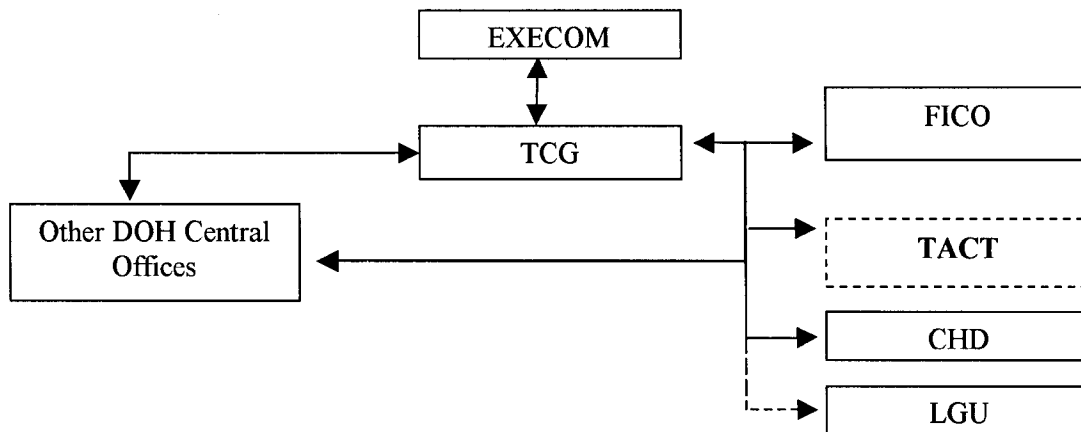 EXECOM
FICO
TCG
Other DOH Central
Offices
TACT
CHD
LGU